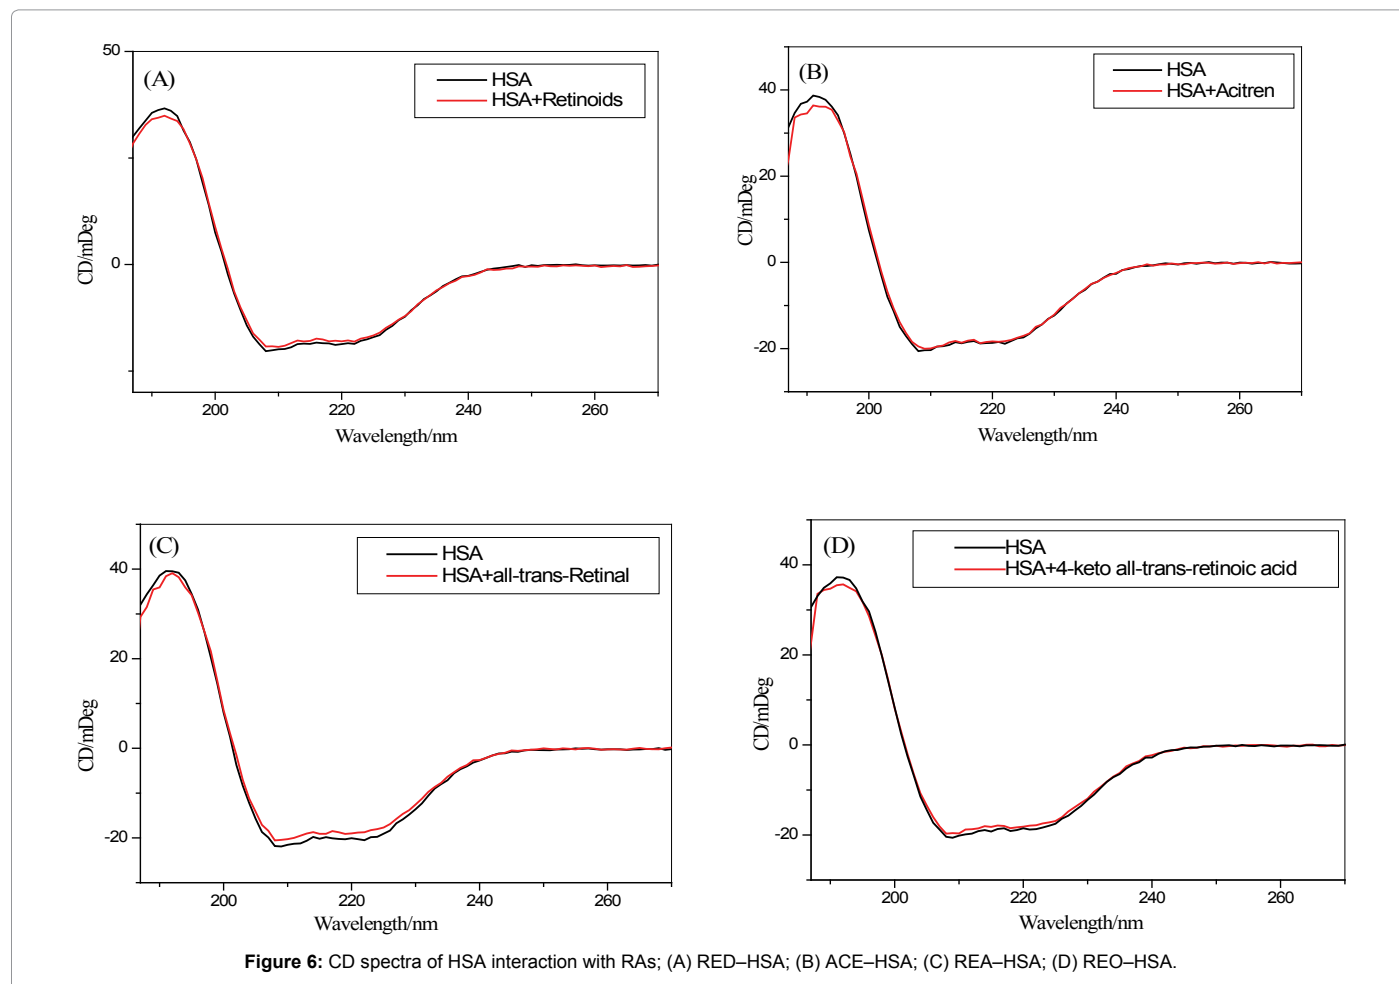 (A)
HSA
HSA+Retinoids
50
0
CD/mDeg
200 220 240 260
Wavelength/nm
(B)
HSA
HSA+Acitren
40
20
0
-20
CD/mDeg
200 220 240 260
Wavelength/nm
(C)
HSA
HSA+all-trans-Retinal
40
20
0
-20
CD/mDeg
200 220 240 260
Wavelength/nm
(D)
HSA
HSA+4-keto all-trans-retinoic acid
40
20
0
-20
CD/mDeg
200 220 240 260
Wavelength/nm
Figure 6: CD spectra of HSA interaction with RAs; (A) RED–HSA; (B) ACE–HSA; (C) REA–HSA; (D) REO–HSA.